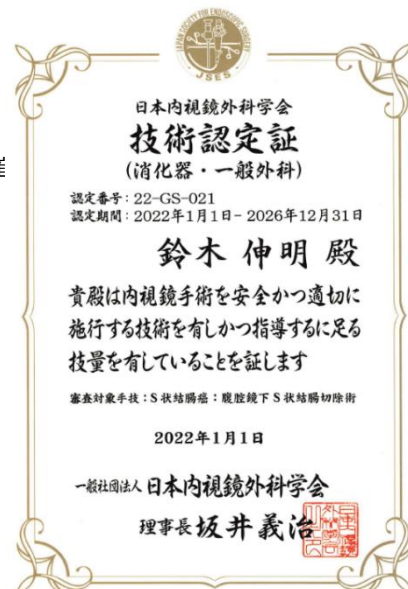 JAPAN SOCIETY FOR ENDOSCOPIC SURGERY
JSES
日本内視鏡外科学会
技術認定証
(消化器・一般外科)
認定番号:22-GS-021
認定期間:2022年1月1日-2026年12月31日
鈴木 伸明 殿
貴殿は内視鏡手術を安全かつ適切に
施行する技術を有しかつ指導するに足る
技量を有していることを証します
審査対象手技:S状結腸癌:腹腔鏡下S状結腸切除術
2022年1月1日
一般社団法人 日本内視鏡外科学会
理事長 坂井義治